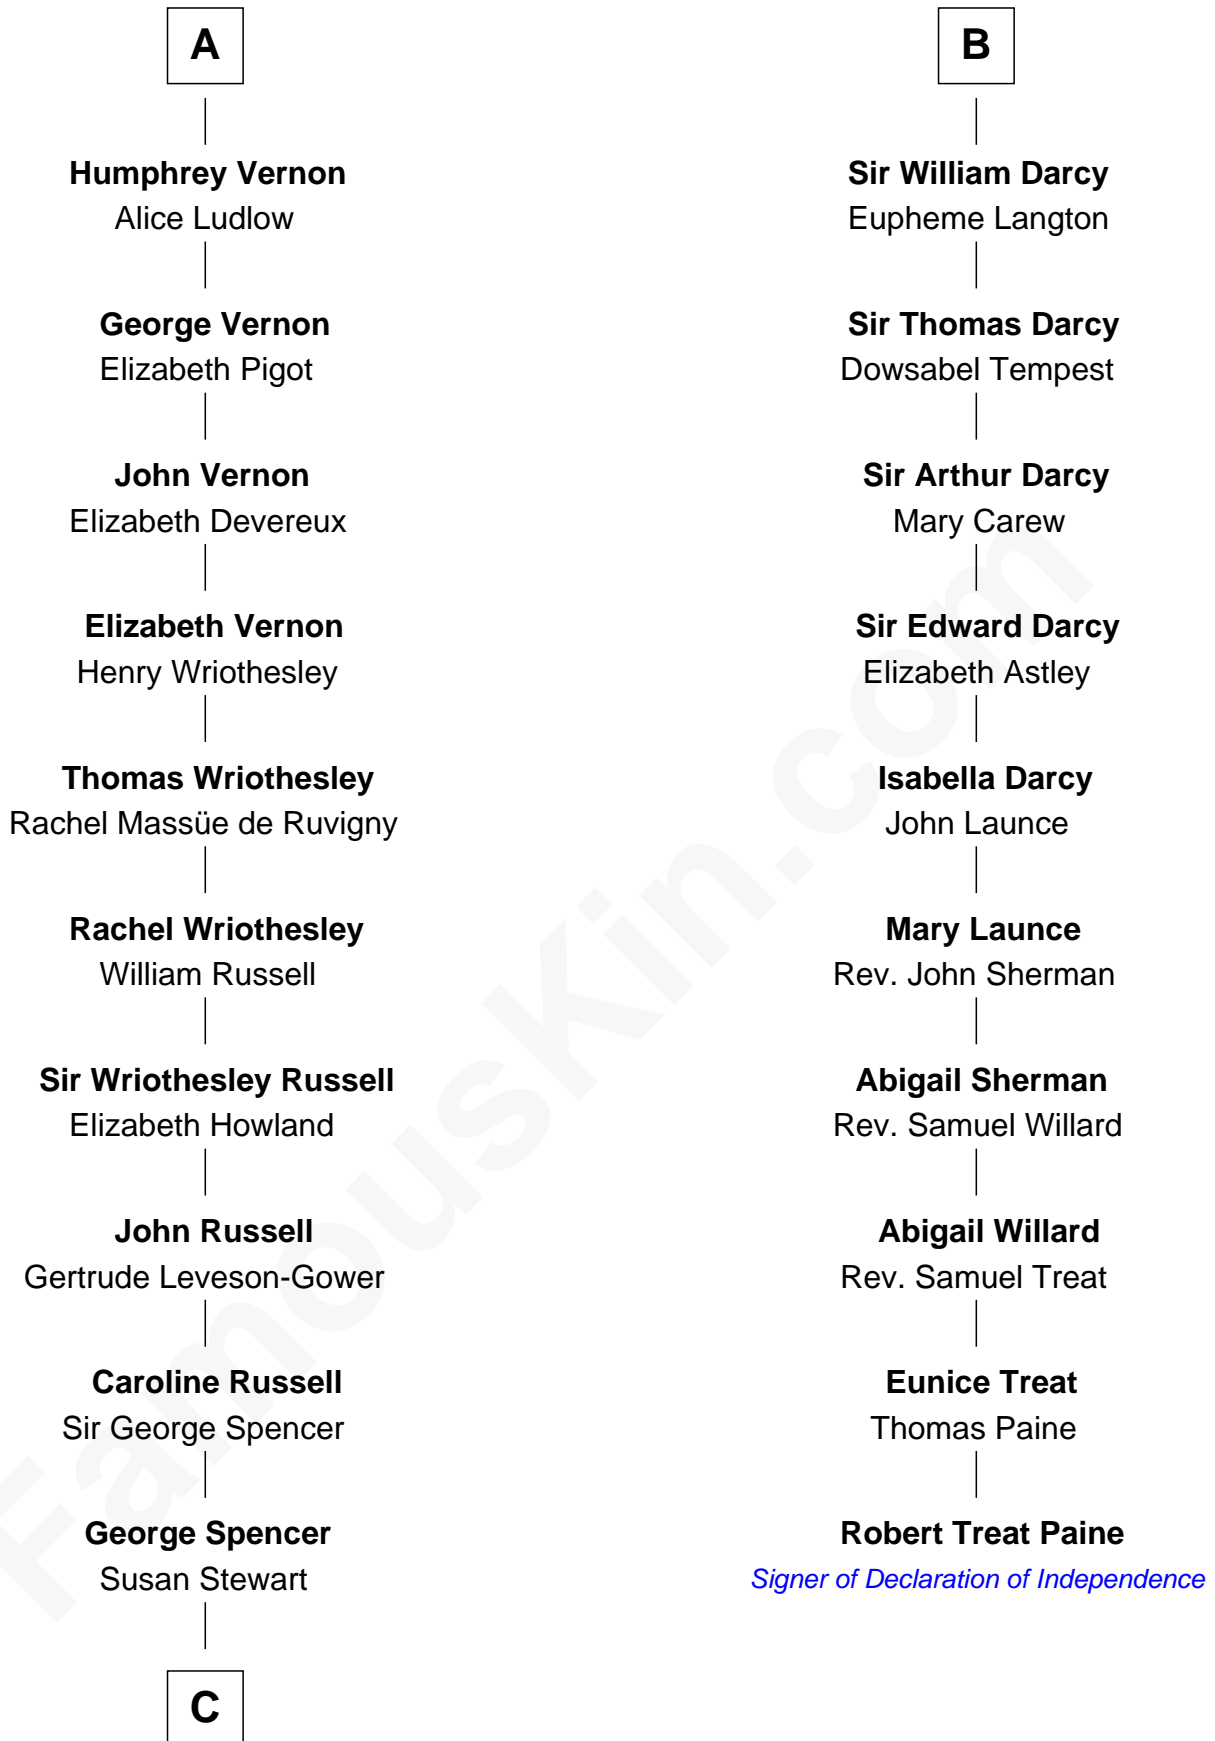 A
Humphrey Vernon
Alice Ludlow
George Vernon
Elizabeth Pigot
John Vernon
Elizabeth Devereux
Elizabeth Vernon
Henry Wriothesley
Thomas Wriothesley
Rachel Massüe de Ruvigny
Rachel Wriothesley
William Russell
Sir Wriothesley Russell
Elizabeth Howland
John Russell
Gertrude Leveson-Gower
Caroline Russell
Sir George Spencer
George Spencer
Susan Stewart
C
B
Sir William Darcy
Eupheme Langton
Sir Thomas Darcy
Dowsabel Tempest
Sir Arthur Darcy
Mary Carew
Sir Edward Darcy
Elizabeth Astley
Isabella Darcy
John Launce
Mary Launce
Rev. John Sherman
Abigail Sherman
Rev. Samuel Willard
Abigail Willard
Rev. Samuel Treat
Eunice Treat
Thomas Paine
Robert Treat Paine
Signer of Declaration of Independence
FamousKin.com